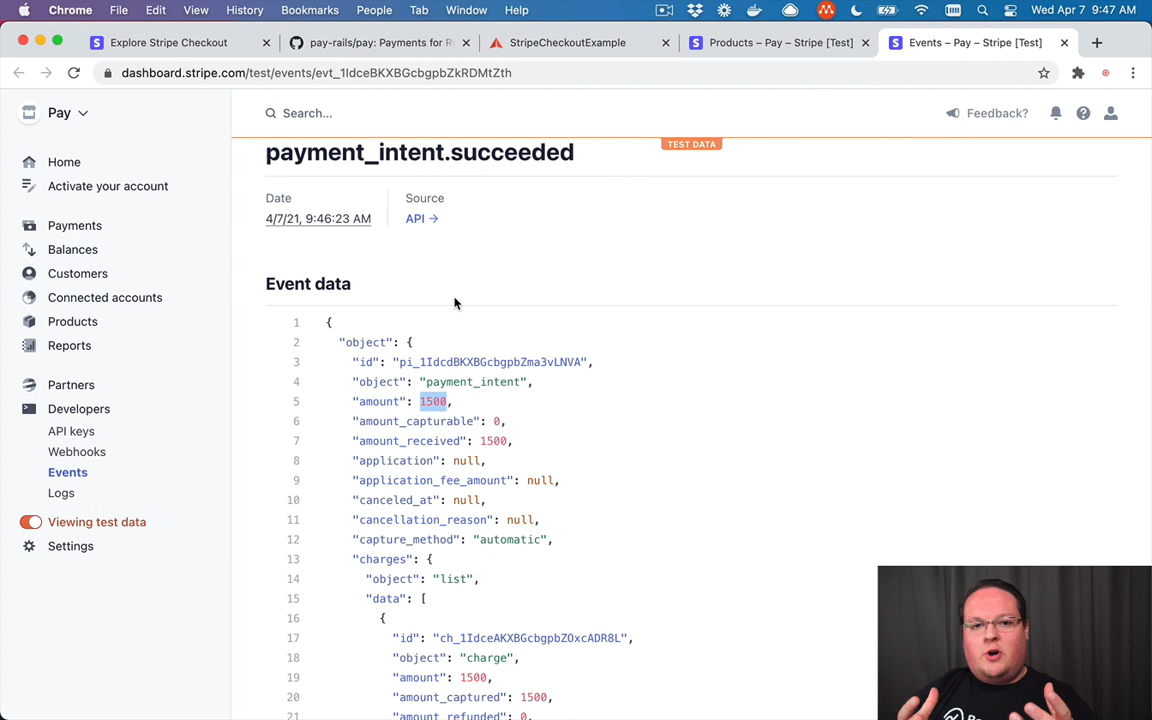 Chrome File Edit View History Bookmarks People Tab Window Help Wed Apr 7 9:47 AM
Explore Stripe Checkout
pay-rails/pay: Payments for R
StripeCheckoutExample
Products – Pay – Stripe [Test]
Events – Pay – Stripe [Test]
dashboard.stripe.com/test/events/evt_1IdceBKXBGcbgpbZkRDMtZth
Pay
Search...
Feedback?
TEST DATA
Home
Activate your account
Payments
Balances
Customers
Connected accounts
Products
Reports
Partners
Developers
API keys
Webhooks
Events
Logs
Viewing test data
Settings
payment_intent.succeeded
Date
4/7/21, 9:46:23 AM
Source
API →
Event data
1 {
2 "object": {
3 "id": "pi_1IdcdBKXBGcbgpbZma3vLNVA",
4 "object": "payment_intent",
5 "amount": 1500,
6 "amount_capturable": 0,
7 "amount_received": 1500,
8 "application": null,
9 "application_fee_amount": null,
10 "canceled_at": null,
11 "cancellation_reason": null,
12 "capture_method": "automatic",
13 "charges": {
14 "object": "list",
15 "data": [
16 {
17 "id": "ch_1IdceAKXBGcbgpbZOxcADR8L",
18 "object": "charge",
19 "amount": 1500,
20 "amount_captured": 1500,
21 "amount_refunded": 0,